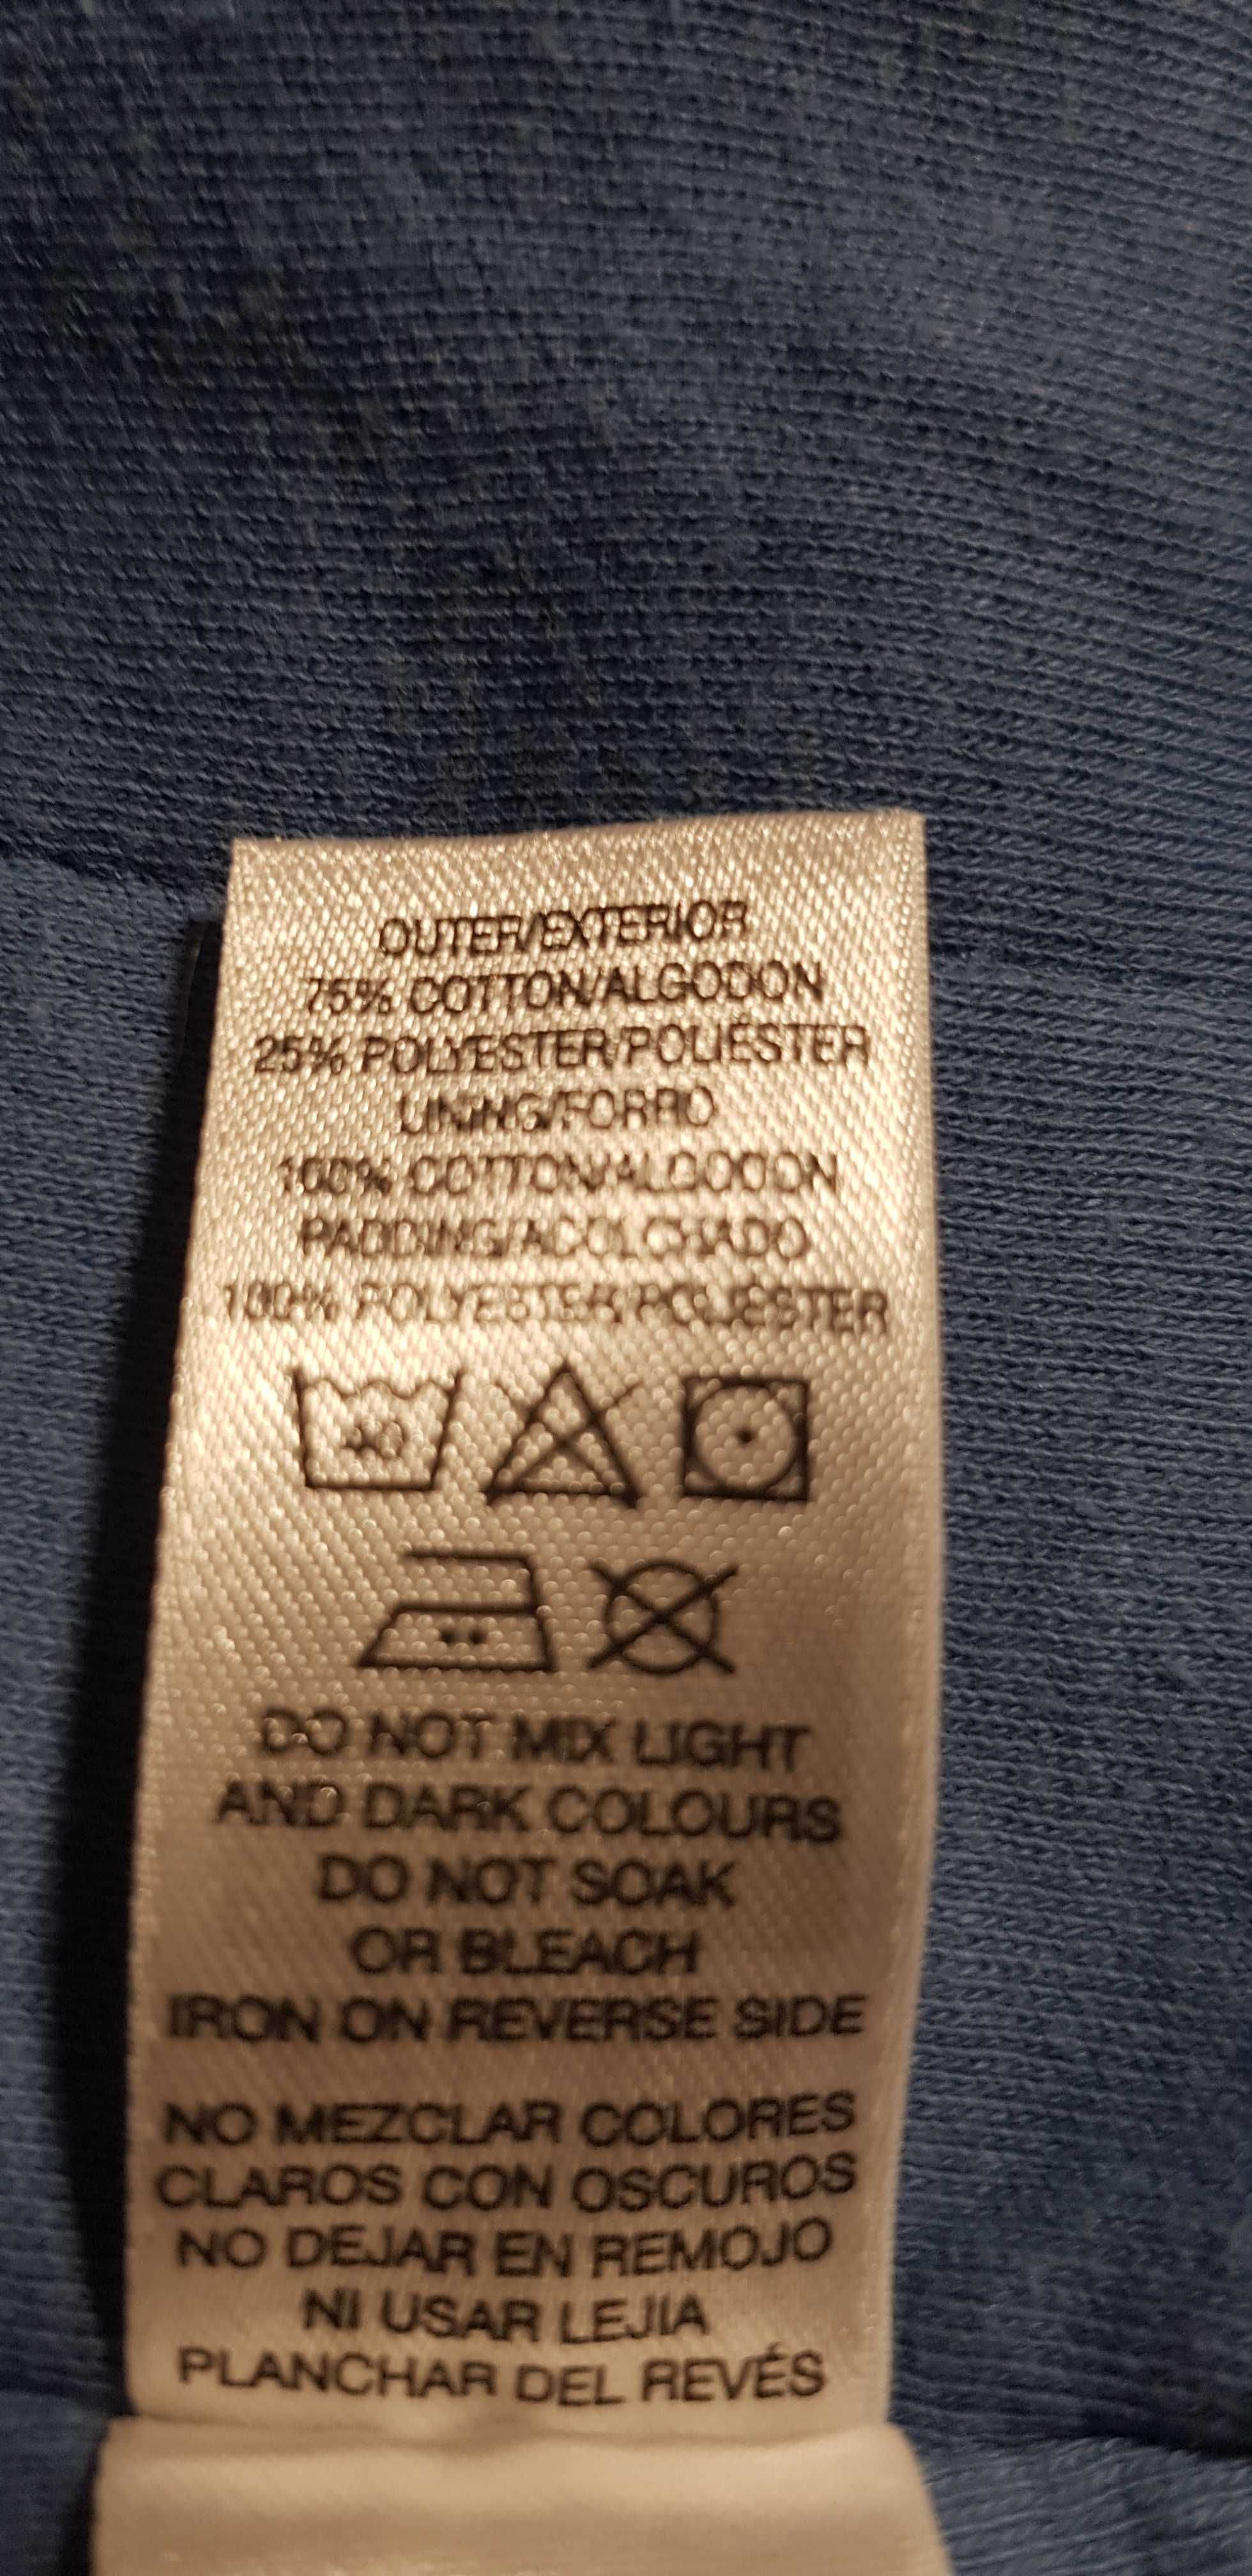 OUTER/EXTERIOR
75% COTTON/ALGODON
25% POLYESTER/POLIÉSTER
LINING/FORRO
100% COTTON/ALGODON
PADDING/ACOLCHADO
100% POLYESTER/POLIÉSTER
40
DO NOT MIX LIGHT
AND DARK COLOURS
DO NOT SOAK
OR BLEACH
IRON ON REVERSE SIDE
NO MEZCLAR COLORES
CLAROS CON OSCUROS
NO DEJAR EN REMOJO
NI USAR LEJIA
PLANCHAR DEL REVÉS